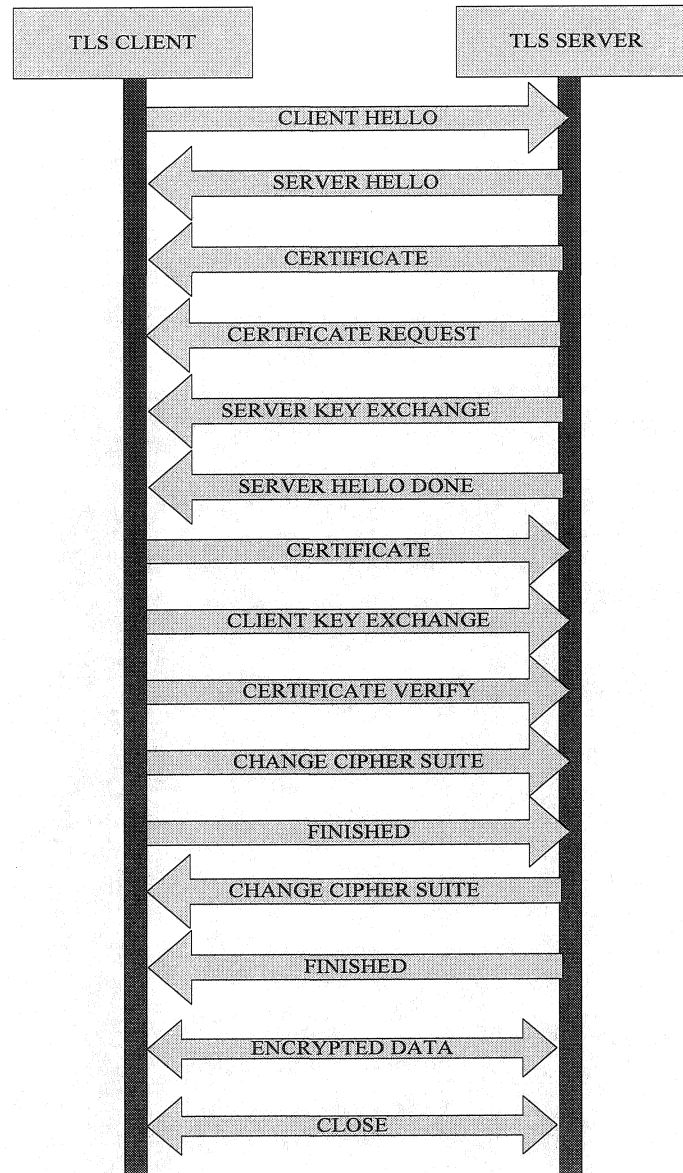 TLS CLIENT
TLS SERVER
CLIENT HELLO
SERVER HELLO
CERTIFICATE
CERTIFICATE REQUEST
SERVER KEY EXCHANGE
SERVER HELLO DONE
CERTIFICATE
CLIENT KEY EXCHANGE
CERTIFICATE VERIFY
CHANGE CIPHER SUITE
FINISHED
CHANGE CIPHER SUITE
FINISHED
ENCRYPTED DATA
CLOSE